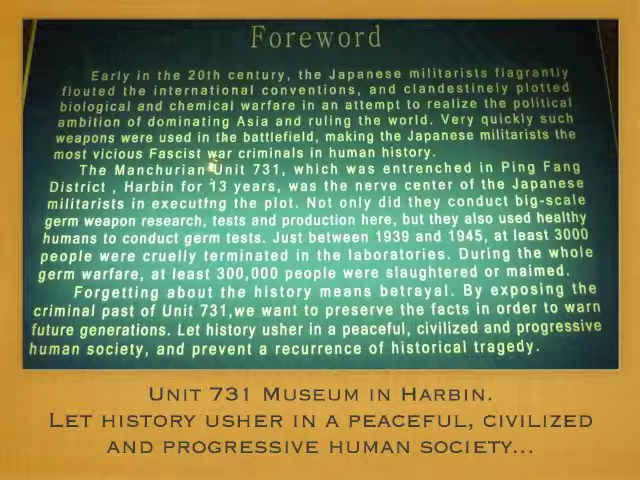 Foreword
Early in the 20th century, the Japanese militarists flagrantly
flouted the international conventions, and clandestinely plotted
biological and chemical warfare in an attempt to realize the political
ambition of dominating Asia and ruling the world. Very quickly such
weapons were used in the battlefield, making the Japanese militarists the
most vicious Fascist war criminals in human history.
The Manchurian Unit 731, which was entrenched in Ping Fang
District , Harbin for 13 years, was the nerve center of the Japanese
militarists in executing the plot. Not only did they conduct big-scale
germ weapon research, tests and production here, but they also used healthy
humans to conduct germ tests. Just between 1939 and 1945, at least 3000
people were cruelly terminated in the laboratories. During the whole
germ warfare, at least 300,000 people were slaughtered or maimed.
Forgetting about the history means betrayal. By exposing the
criminal past of Unit 731,we want to preserve the facts in order to warn
future generations. Let history usher in a peaceful, civilized and progressive
human society, and prevent a recurrence of historical tragedy.
UNIT 731 MUSEUM IN HARBIN.
LET HISTORY USHER IN A PEACEFUL, CIVILIZED
AND PROGRESSIVE HUMAN SOCIETY...